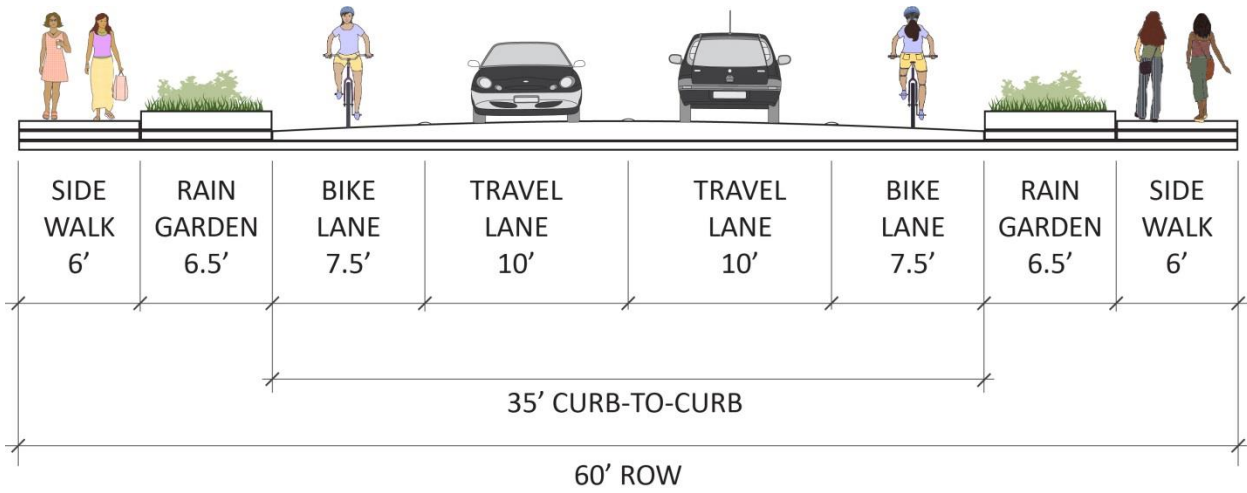 SIDE
WALK
6’
RAIN
GARDEN
6.5’
BIKE
LANE
7.5’
TRAVEL
LANE
10’
TRAVEL
LANE
10’
BIKE
LANE
7.5’
RAIN
GARDEN
6.5’
SIDE
WALK
6’
35’ CURB-TO-CURB
60’ ROW